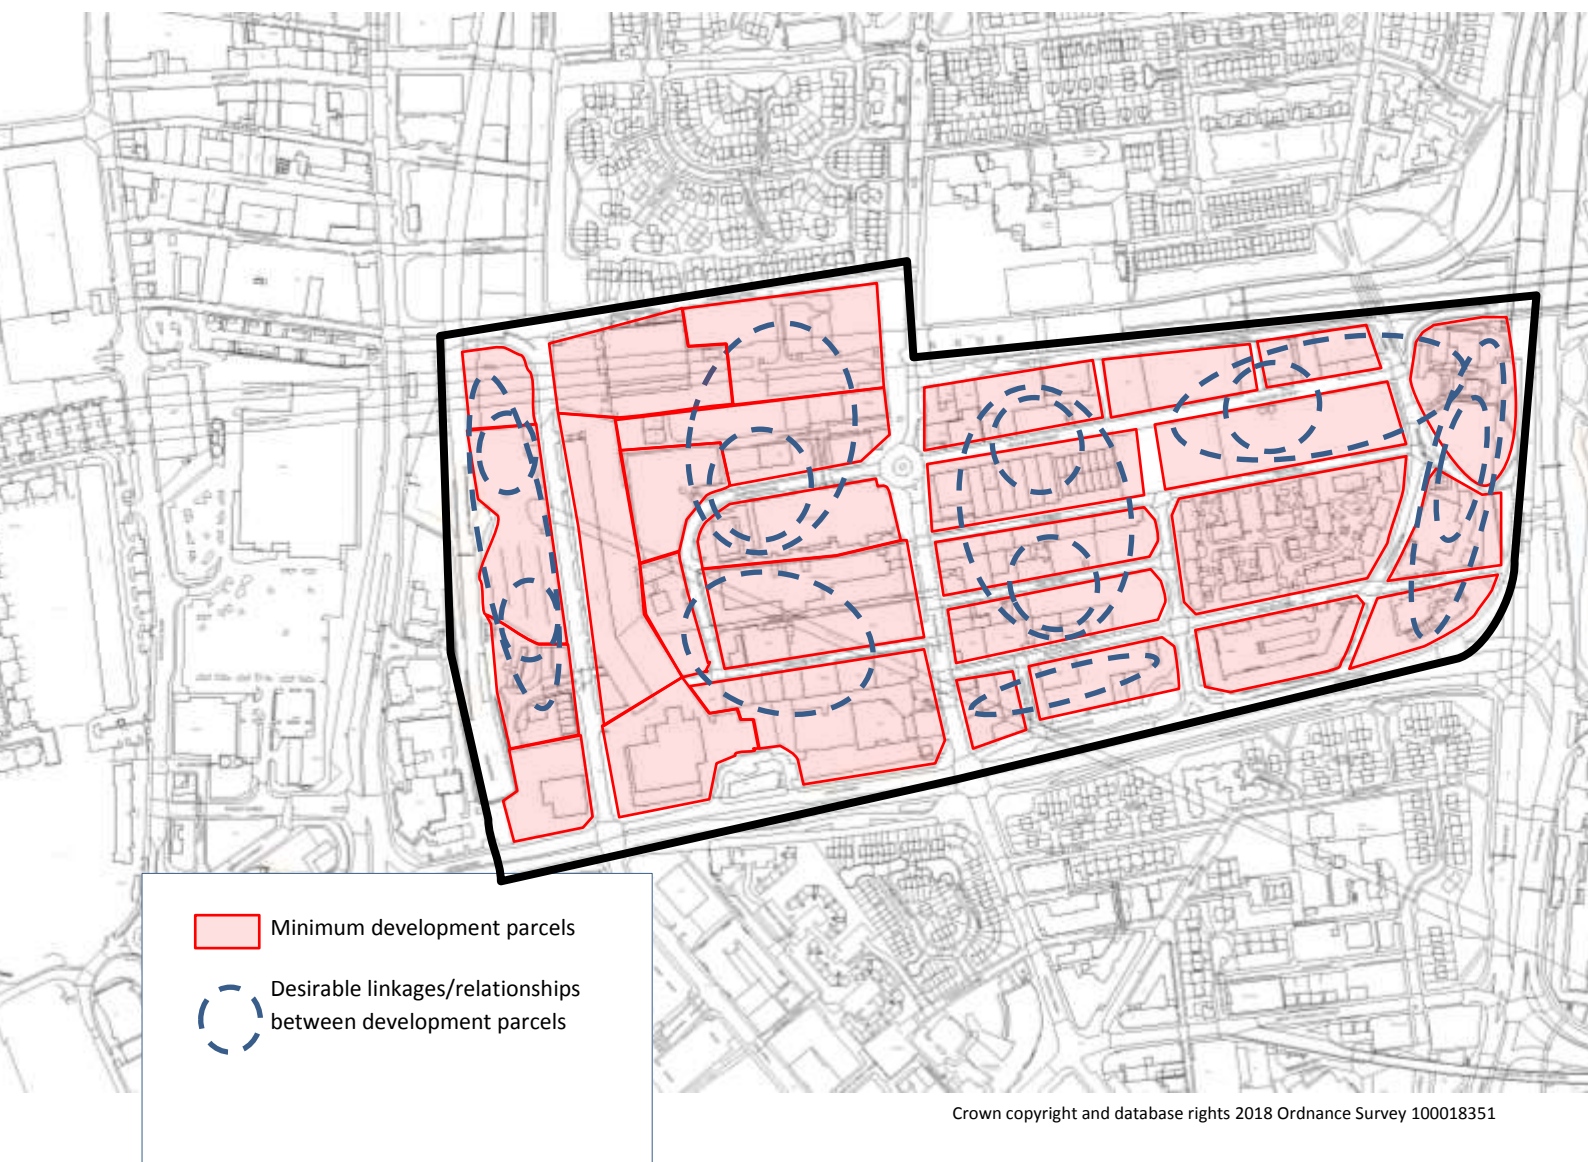 Minimum development parcels
Desirable linkages/relationships
between development parcels
Crown copyright and database rights 2018 Ordnance Survey 100018351